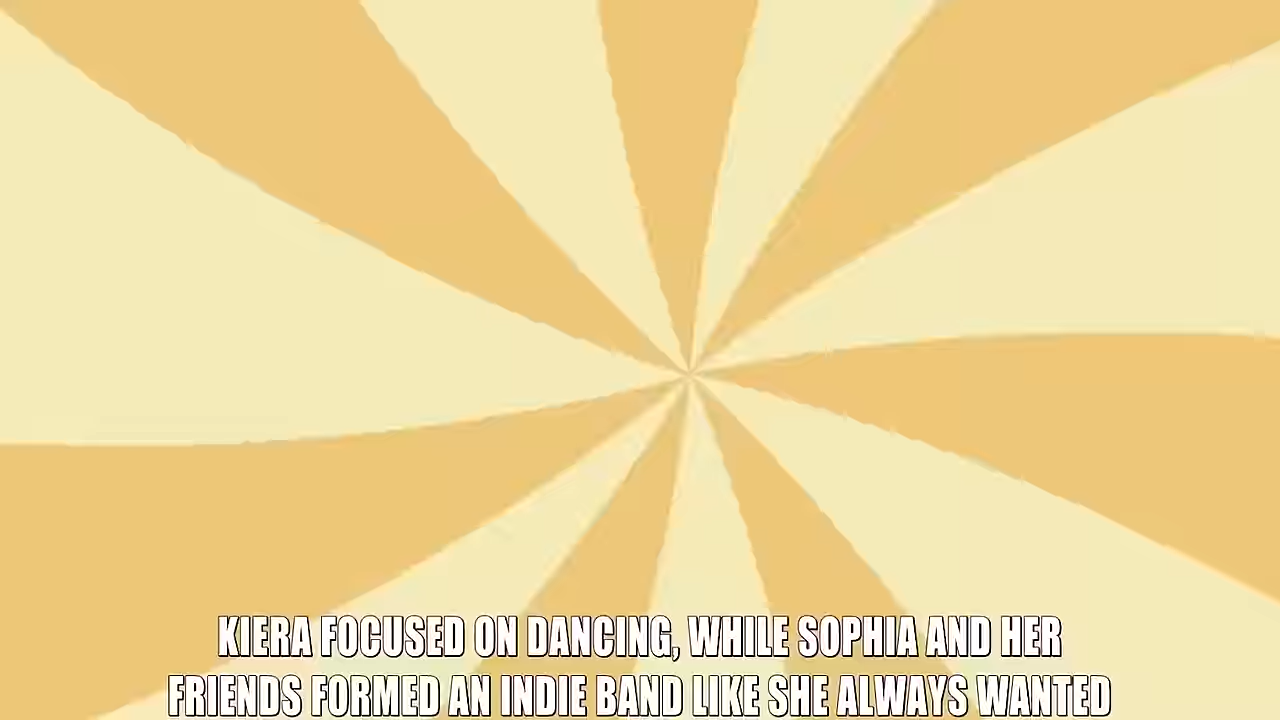 KIERA FOCUSED ON DANCING, WHILE SOPHIA AND HER
FRIENDS FORMED AN INDIE BAND LIKE SHE ALWAYS WANTED